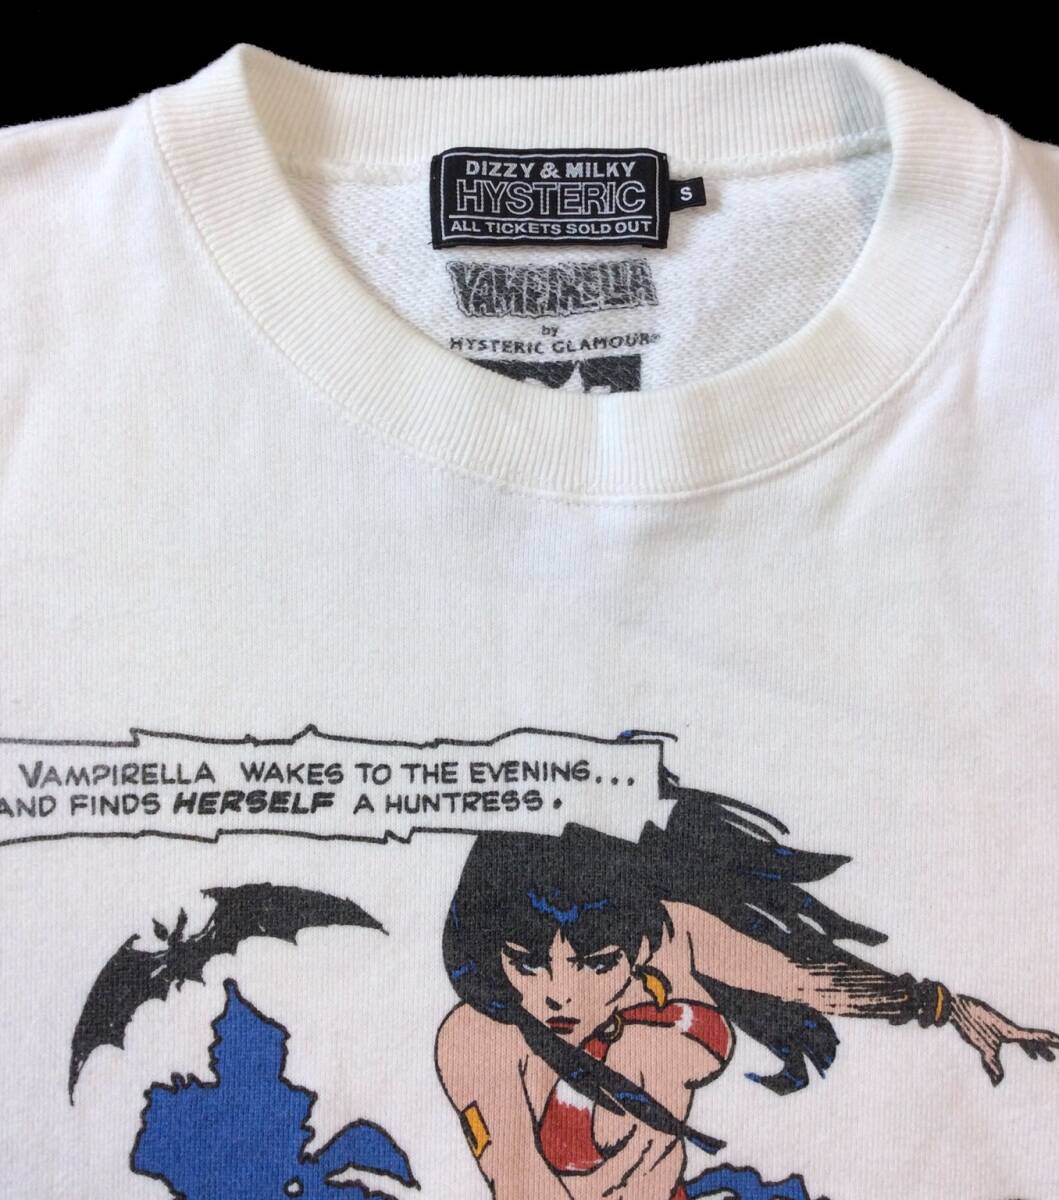 DIZZY & MILKY
HYSTERIC
ALL TICKETS SOLD OUT
S
VAMPIRELLA
by
HYSTERIC GLAMOUR
VAMPIRELLA WAKES TO THE EVENING...
AND FINDS HERSELF A HUNTRESS.